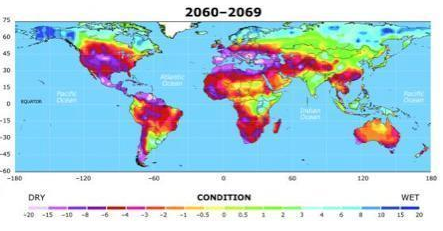 2060–2069
75
60
45
30
15
0
−15
−30
−45
−60
EQUATOR
Pacific
Ocean
Atlantic
Ocean
Indian
Ocean
Pacific
Ocean
−180 −120 −60 0 60 120 180
DRY CONDITION WET
−20 −15 −10 −8 −6 −4 −3 −2 −1 −0.5 0 0.5 1 2 3 4 6 8 10 15 20